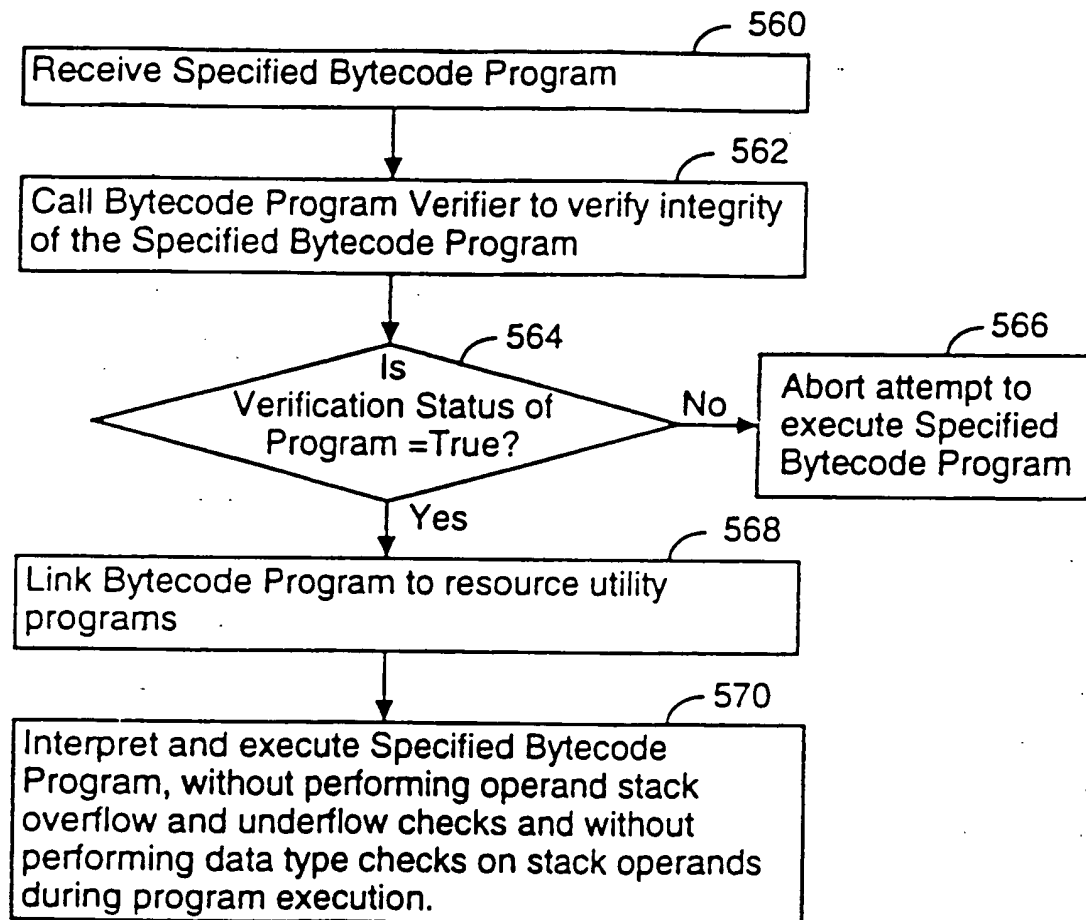 560
Receive Specified Bytecode Program
562
Call Bytecode Program Verifier to verify integrity
of the Specified Bytecode Program
564
Is
Verification Status of
Program =True?
No
566
Abort attempt to
execute Specified
Bytecode Program
Yes
568
Link Bytecode Program to resource utility
programs
570
Interpret and execute Specified Bytecode
Program, without performing operand stack
overflow and underflow checks and without
performing data type checks on stack operands
during program execution.